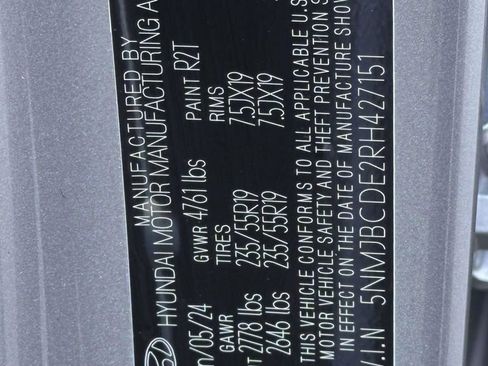 MANUFACTURED BY
HYUNDAI MOTOR MANUFACTURING A
/05/24 GVWR 4761 lbs PAINT R2T
GAWR TIRES RIMS
T 2778 lbs 235/55R19 7.5JX19
2646 lbs 235/55R19 7.5JX19
THIS VEHICLE CONFORMS TO ALL APPLICABLE U.S
MOTOR VEHICLE SAFETY AND THEFT PREVENTION S
IN EFFECT ON THE DATE OF MANUFACTURE SHOW
V.I.N 5NMJBCDE2RH427151